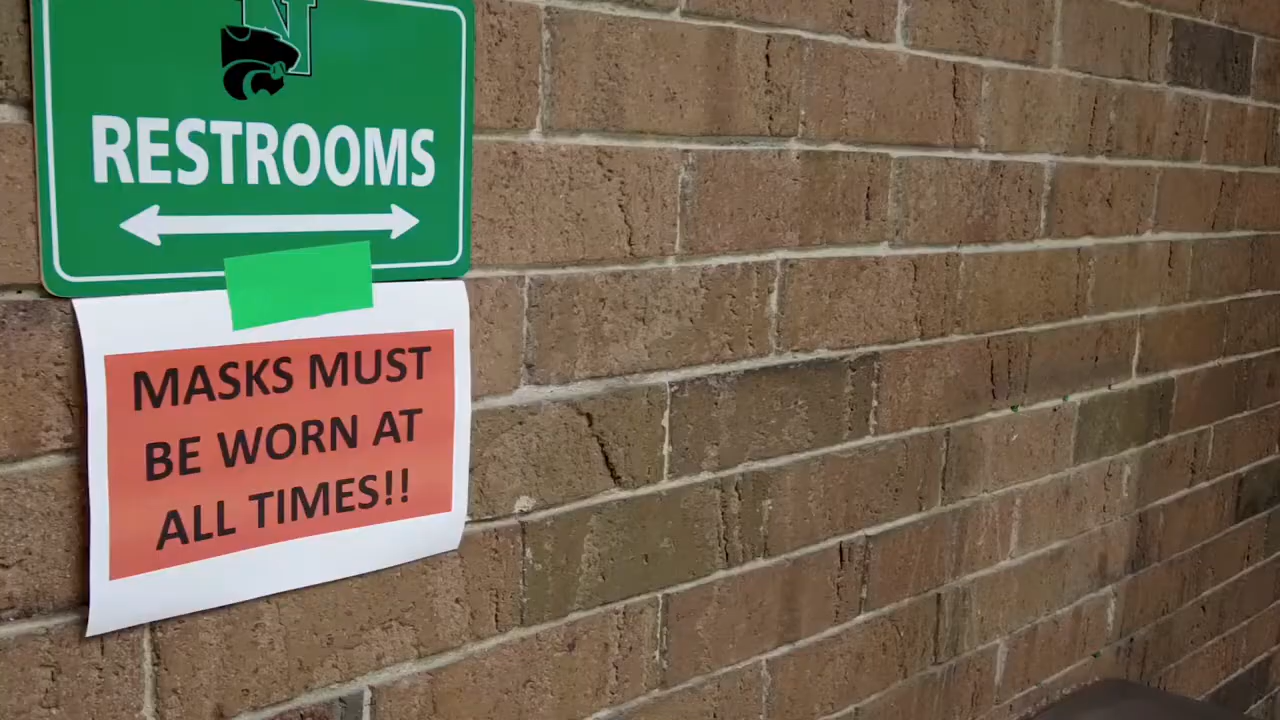 N
RESTROOMS
MASKS MUST
BE WORN AT
ALL TIMES!!